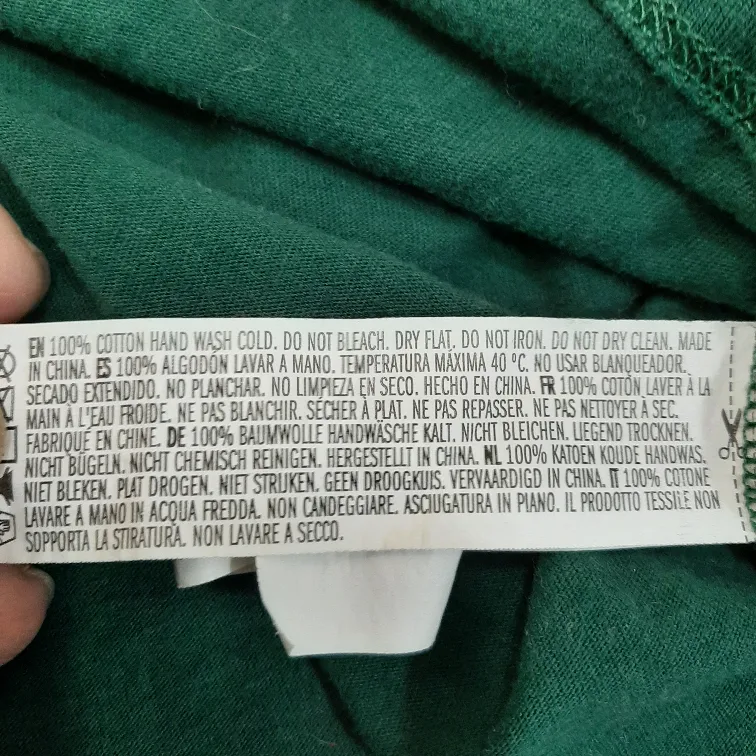 EN 100% COTTON HAND WASH COLD. DO NOT BLEACH. DRY FLAT. DO NOT IRON. DO NOT DRY CLEAN. MADE
IN CHINA. ES 100% ALGODÓN LAVAR A MANO. TEMPERATURA MÁXIMA 40 ºC. NO USAR BLANQUEADOR.
SECADO EXTENDIDO. NO PLANCHAR. NO LIMPIEZA EN SECO. HECHO EN CHINA. FR 100% COTON LAVER À LA
MAIN À L'EAU FROIDE. NE PAS BLANCHIR. SÉCHER À PLAT. NE PAS REPASSER. NE PAS NETTOYER À SEC.
FABRIQUÉ EN CHINE. DE 100% BAUMWOLLE HANDWÄSCHE KALT. NICHT BLEICHEN. LIEGEND TROCKNEN.
NICHT BÜGELN. NICHT CHEMISCH REINIGEN. HERGESTELLT IN CHINA. NL 100% KATOEN KOUDE HANDWAS.
NIET BLEKEN. PLAT DROGEN. NIET STRIJKEN. GEEN DROOGKUIS. VERVAARDIGD IN CHINA. IT 100% COTONE
LAVARE A MANO IN ACQUA FREDDA. NON CANDEGGIARE. ASCIUGATURA IN PIANO. IL PRODOTTO TESSILE NON
SOPPORTA LA STIRATURA. NON LAVARE A SECCO.